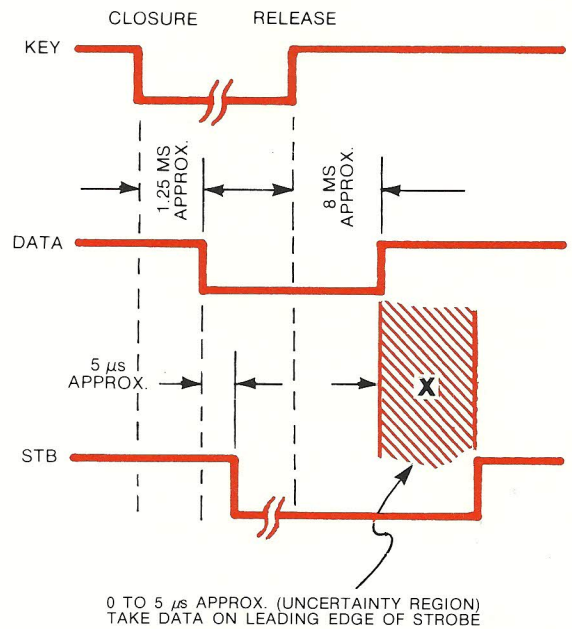 CLOSURE RELEASE
KEY
1.25 MS
APPROX.
8 MS
APPROX.
DATA
5 µs
APPROX.
X
STB
0 TO 5 µs APPROX. (UNCERTAINTY REGION)
TAKE DATA ON LEADING EDGE OF STROBE